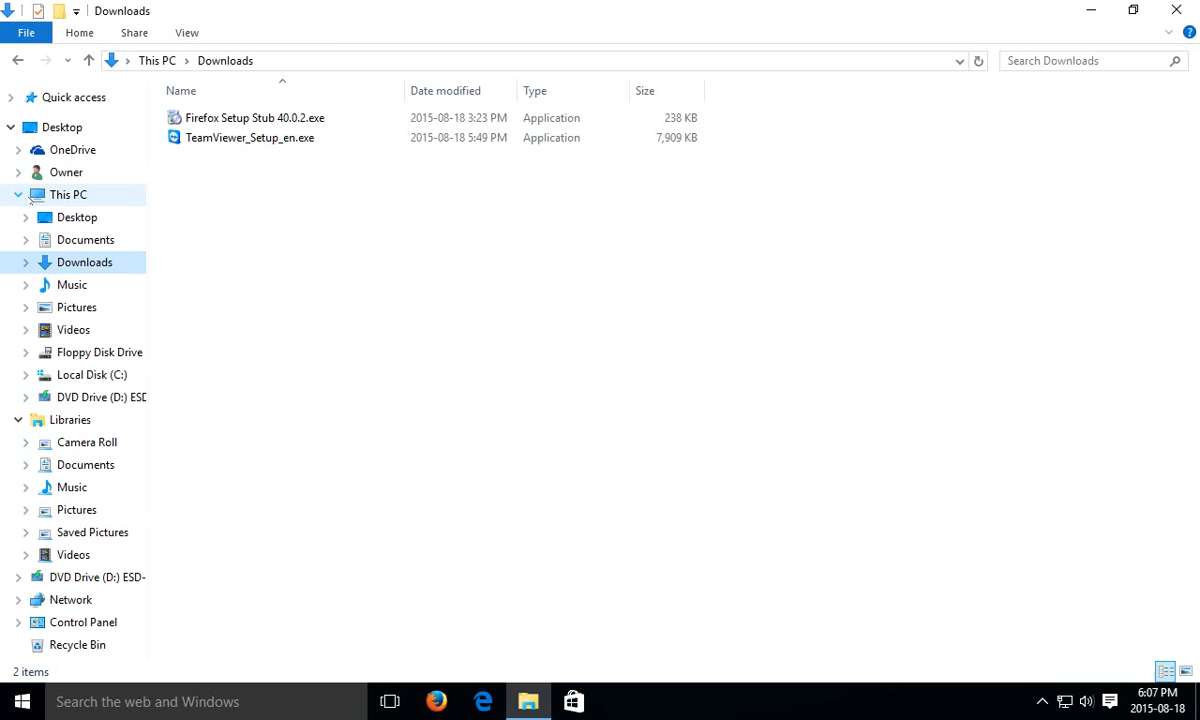 Downloads
File Home Share View
This PC Downloads Search Downloads
Name Date modified Type Size
Quick access
Firefox Setup Stub 40.0.2.exe 2015-08-18 3:23 PM Application 238 KB
Desktop
TeamViewer_Setup_en.exe 2015-08-18 5:49 PM Application 7,909 KB
OneDrive
Owner
This PC
Desktop
Documents
Downloads
Music
Pictures
Videos
Floppy Disk Drive
Local Disk (C:)
DVD Drive (D:) ESD
Libraries
Camera Roll
Documents
Music
Pictures
Saved Pictures
Videos
DVD Drive (D:) ESD-
Network
Control Panel
Recycle Bin
2 items
Search the web and Windows
6:07 PM
2015-08-18